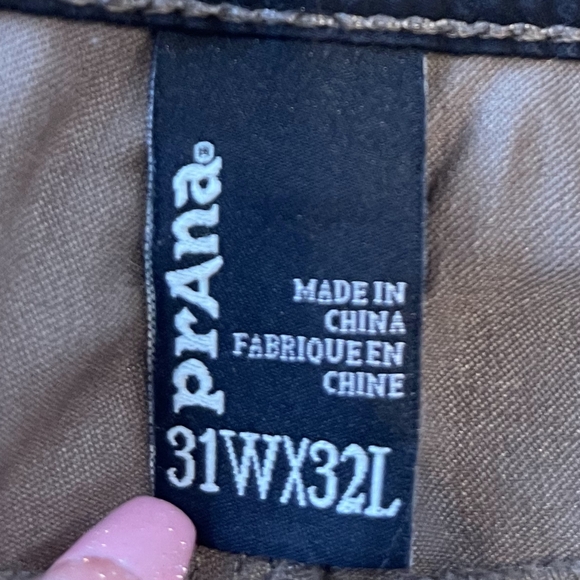 prAna®
MADE IN
CHINA
FABRIQUE EN
CHINE
31WX32L